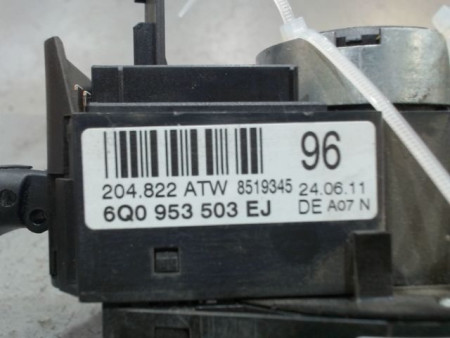 96
204.822 ATW 8519345 24.06.11
6Q0 953 503 EJ DE A07 N